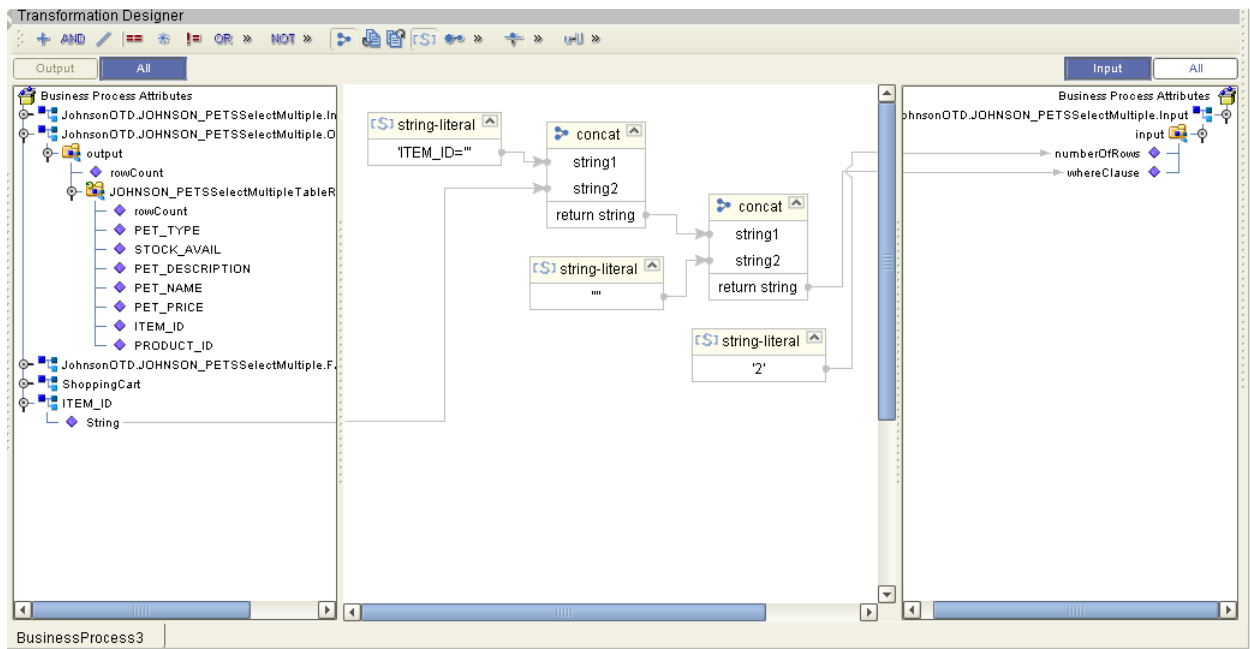 Transformation Designer
AND == != OR » NOT » [S] » » »
Output All Input All
Business Process Attributes
JohnsonOTD.JOHNSON_PETSSelectMultiple.In
JohnsonOTD.JOHNSON_PETSSelectMultiple.O
output
rowCount
JOHNSON_PETSSelectMultipleTableR
rowCount
PET_TYPE
STOCK_AVAIL
PET_DESCRIPTION
PET_NAME
PET_PRICE
ITEM_ID
PRODUCT_ID
JohnsonOTD.JOHNSON_PETSSelectMultiple.F.
ShoppingCart
ITEM_ID
String
[S] string-literal
'ITEM_ID='"
concat
string1
string2
return string
[S] string-literal
""
concat
string1
string2
return string
[S] string-literal
'2'
Business Process Attributes
ohnsonOTD.JOHNSON_PETSSelectMultiple.Input
input
numberOfRows
whereClause
BusinessProcess3